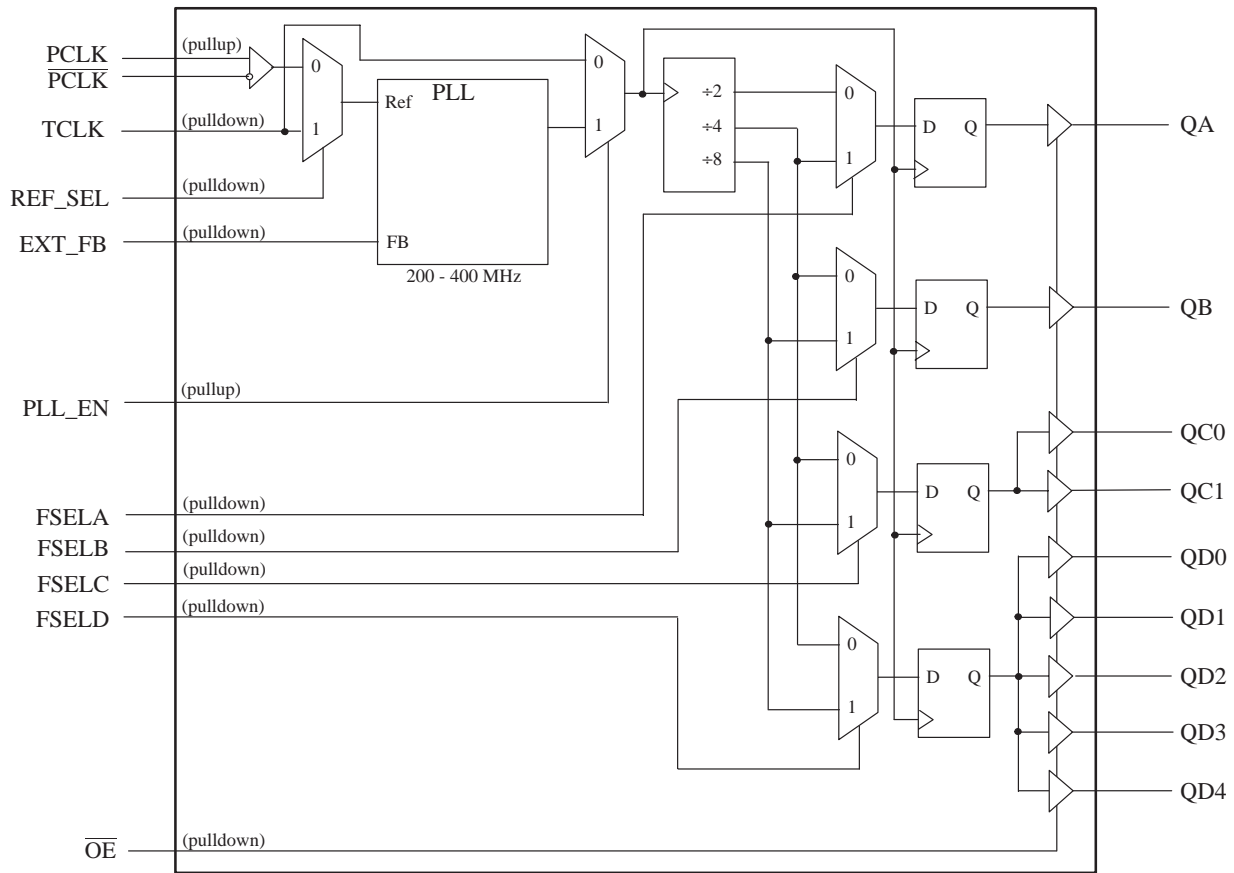 PCLK (pullup)
PCLK
TCLK (pulldown)
REF_SEL (pulldown)
EXT_FB (pulldown)
PLL_EN (pullup)
FSELA (pulldown)
FSELB (pulldown)
FSELC (pulldown)
FSELD (pulldown)
OE (pulldown)
0
1
PLL
Ref
FB
200 - 400 MHz
0
1
÷2
÷4
÷8
0
1
D Q
QA
0
1
D Q
QB
0
1
D Q
QC0
QC1
0
1
D Q
QD0
QD1
QD2
QD3
QD4